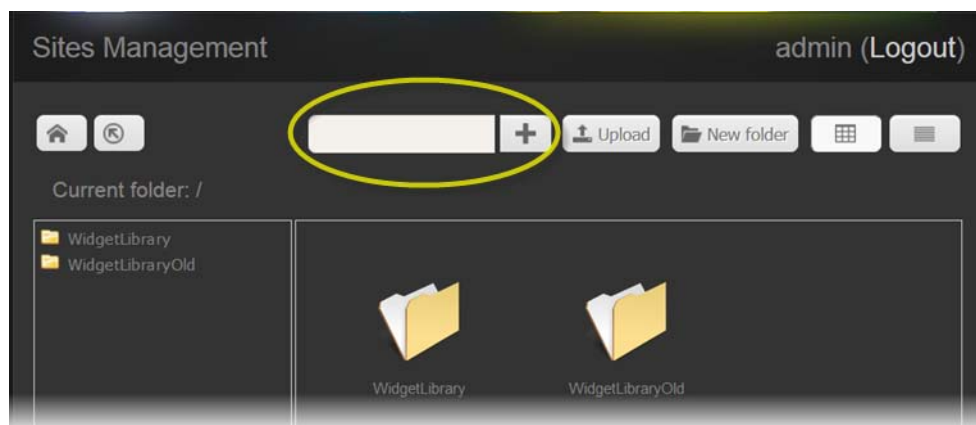 Sites Management admin (Logout)
Upload New folder
Current folder: /
WidgetLibrary
WidgetLibraryOld
WidgetLibrary WidgetLibraryOld